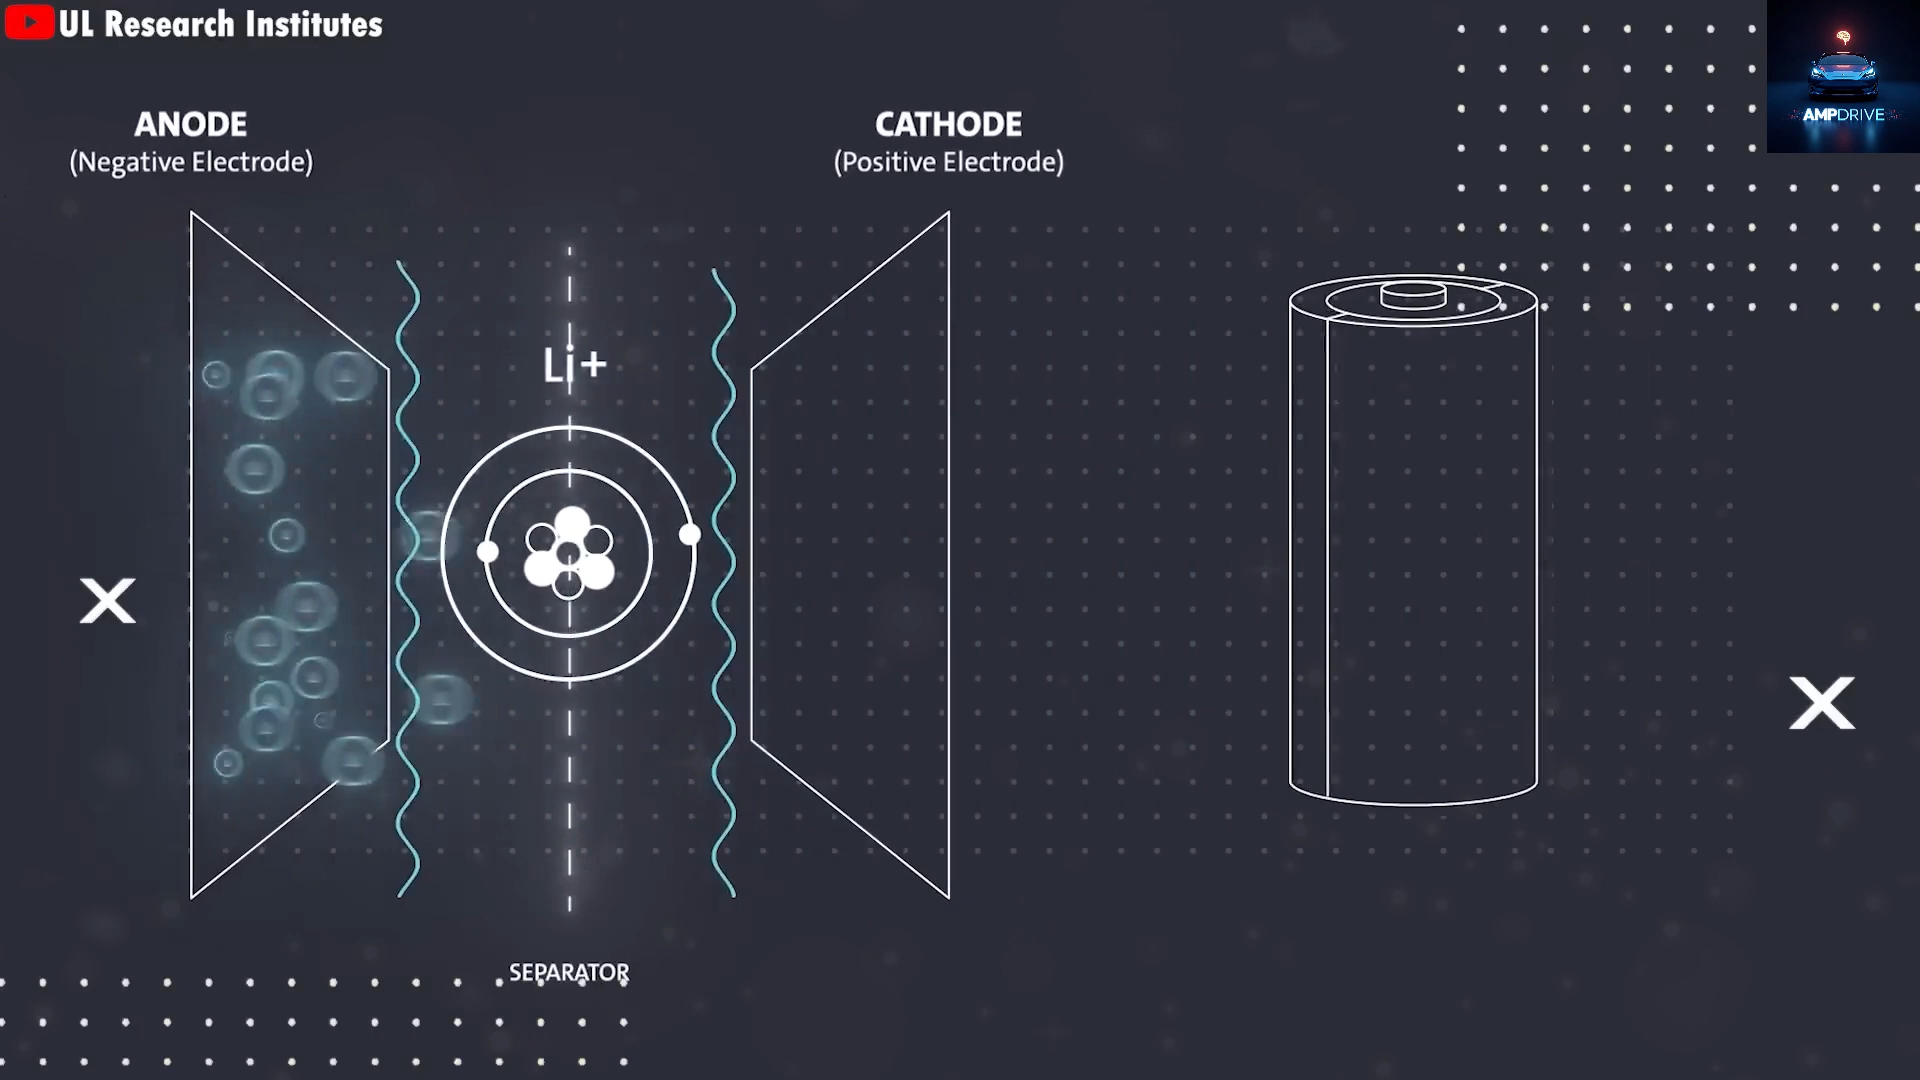 UL Research Institutes
AMPDRIVE
ANODE
(Negative Electrode)
CATHODE
(Positive Electrode)
Li+
SEPARATOR